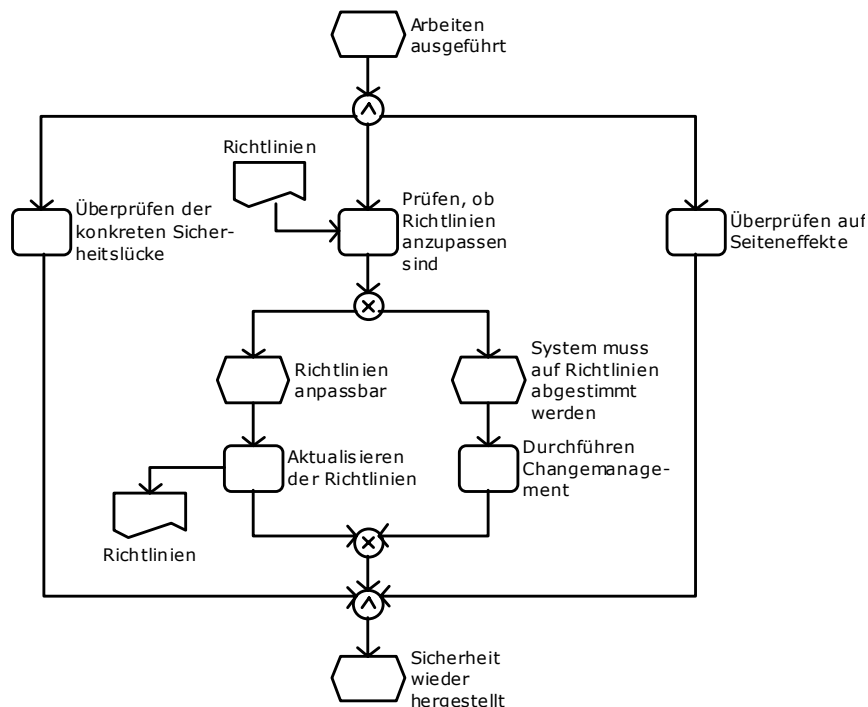 Arbeiten
ausgeführt
Richtlinien
Überprüfen der
konkreten Sicher-
heitslücke
Prüfen, ob
Richtlinien
anzupassen
sind
Überprüfen auf
Seiteneffekte
Richtlinien
anpassbar
System muss
auf Richtlinien
abgestimmt
werden
Aktualisieren
der Richtlinien
Durchführen
Changemanage-
ment
Richtlinien
Sicherheit
wieder
hergestellt